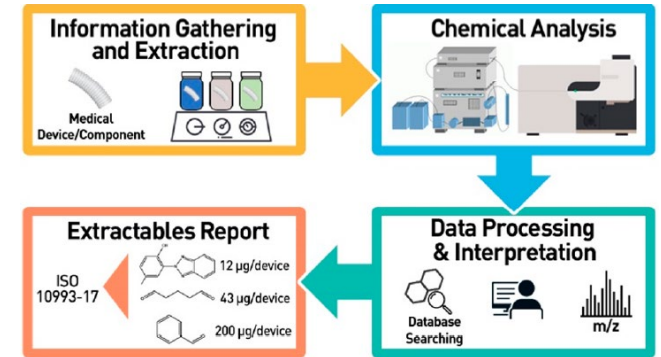 Information Gathering
and Extraction
Medical
Device/Component
Chemical Analysis
Data Processing
& Interpretation
Database
Searching
m/z
Extractables Report
ISO
10993-17
OH
12 µg/device
43 µg/device
200 µg/device